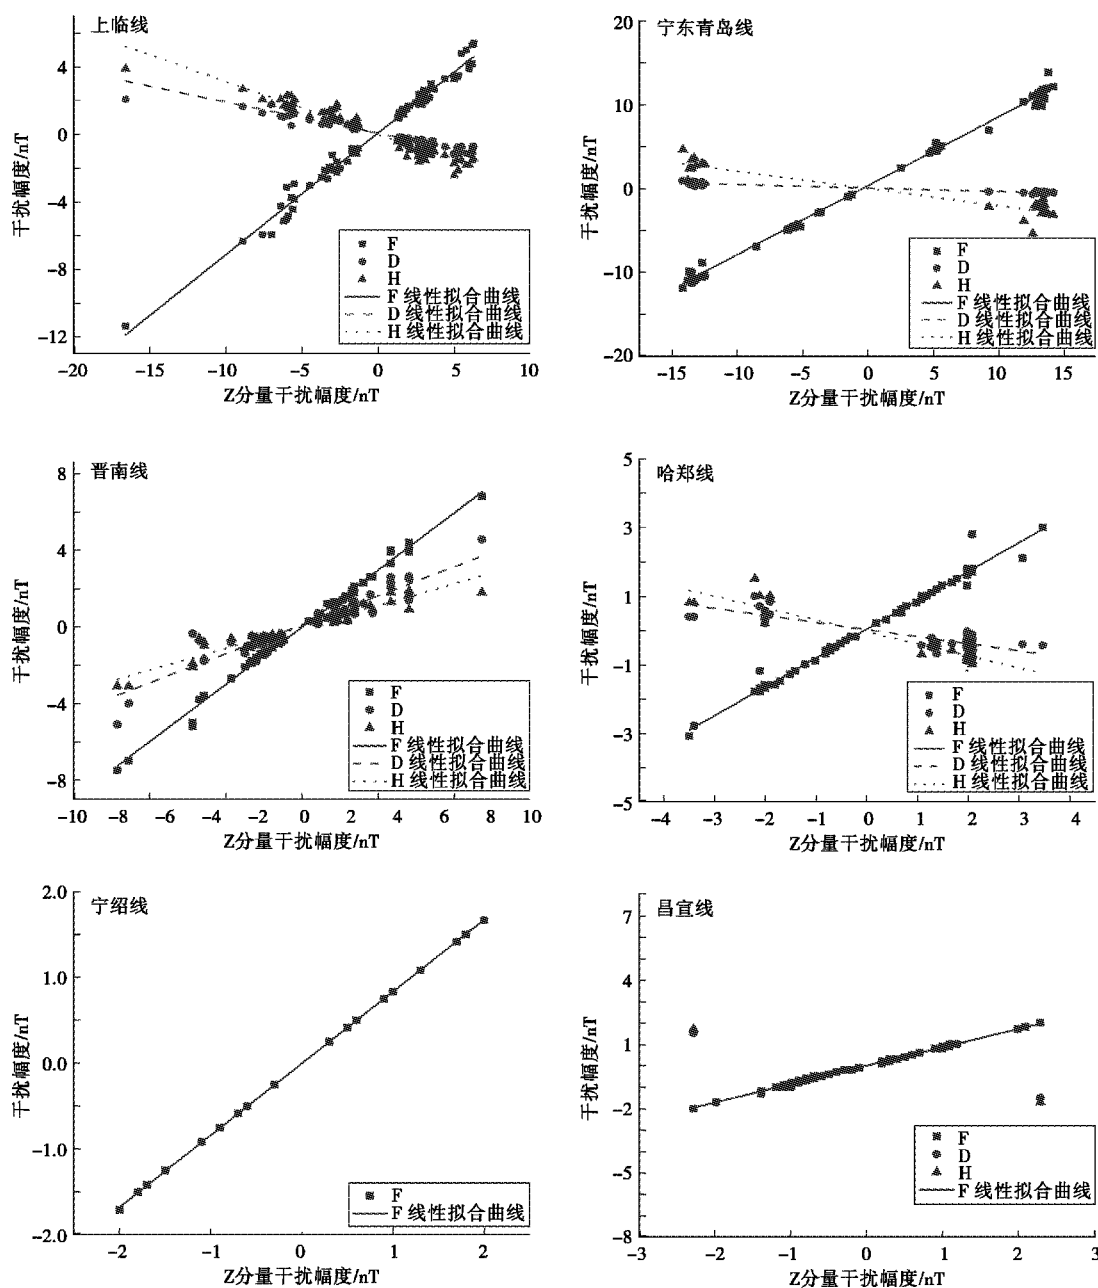 上临线
干扰幅度/nT
4
0
−4
−8
−12
F
D
H
F 线性拟合曲线
D 线性拟合曲线
H 线性拟合曲线
−20 −15 −10 −5 0 5 10
Z分量干扰幅度/nT
宁东青岛线
干扰幅度/nT
20
10
0
−10
−20
F
D
H
F 线性拟合曲线
D 线性拟合曲线
H 线性拟合曲线
−15 −10 −5 0 5 10 15
Z分量干扰幅度/nT
晋南线
干扰幅度/nT
8
4
0
−4
−8
F
D
H
F 线性拟合曲线
D 线性拟合曲线
H 线性拟合曲线
−10 −8 −6 −4 −2 0 2 4 6 8 10
Z分量干扰幅度/nT
哈郑线
干扰幅度/nT
5
3
1
−1
−3
−5
F
D
H
F 线性拟合曲线
D 线性拟合曲线
H 线性拟合曲线
−4 −3 −2 −1 0 1 2 3 4
Z分量干扰幅度/nT
宁绍线
干扰幅度/nT
2.0
1.0
0.0
−1.0
−2.0
F
F 线性拟合曲线
−2 −1 0 1 2
Z分量干扰幅度/nT
昌宣线
干扰幅度/nT
7
4
1
−2
−5
−8
F
D
H
F 线性拟合曲线
−3 −2 −1 0 1 2 3
Z分量干扰幅度/nT